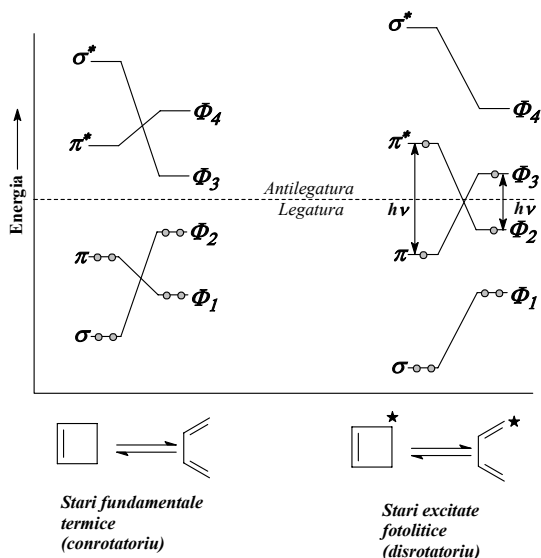 Energia
σ*
π*
Φ4
Φ3
π
σ
Φ2
Φ1
Antilegatura
Legatura
σ*
Φ4
π*
Φ3
hν
hν
Φ2
π
Φ1
σ
Stari fundamentale
termice
(conrotatoriu)
Stari excitate
fotolitice
(disrotatoriu)